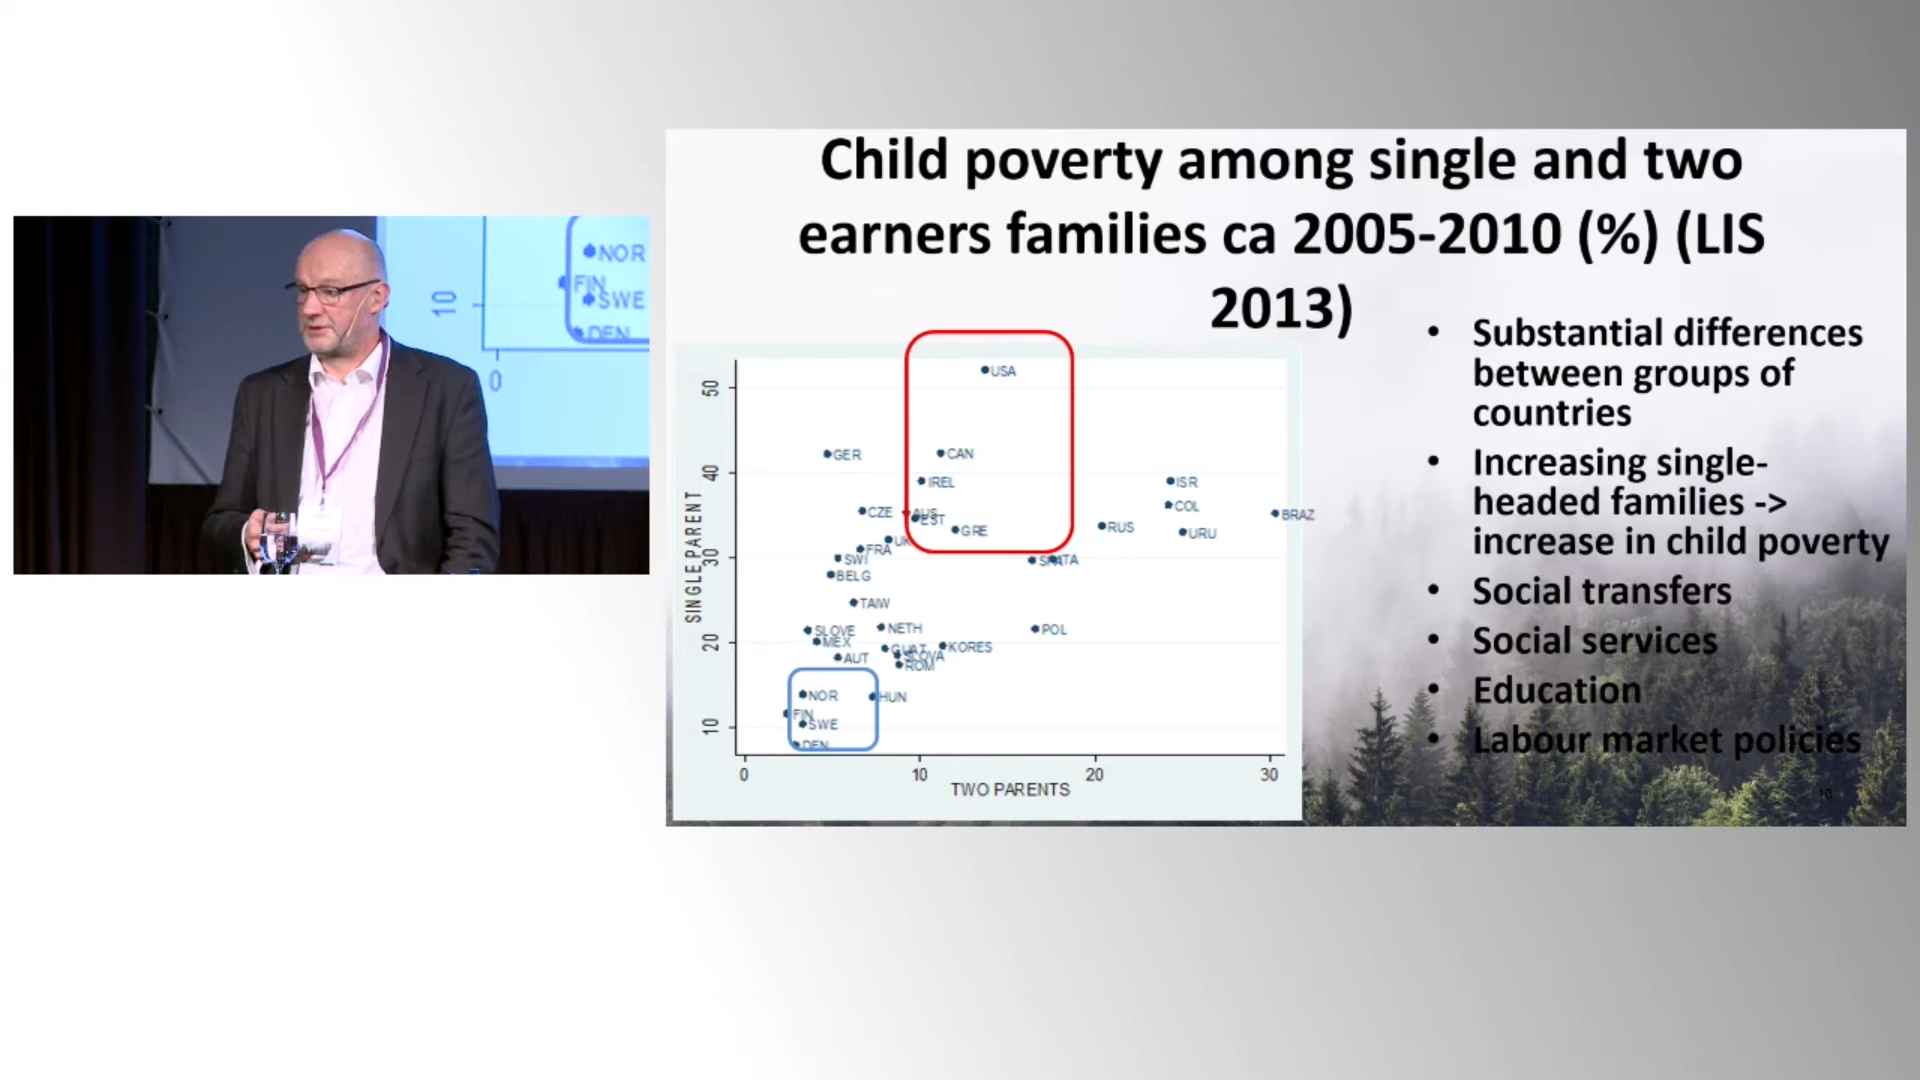 Child poverty among single and two
earners families ca 2005-2010 (%) (LIS
2013)
NOR
FIN
SWE
DEN
10
0
50
40
30
20
10
SINGLE PARENT
USA
GER
CAN
IREL
ISR
COL
CZE
AUS
EST
BRAZ
GRE
RUS
URU
FRA
SWI
BELG
TAIW
SLOVE
MEX
NETH
POL
AUT
GUAT
SLOVA
ROM
KORES
NOR
HUN
FIN
SWE
DEN
0
10
20
30
TWO PARENTS
• Substantial differences
between groups of
countries
• Increasing single-
headed families ->
increase in child poverty
• Social transfers
• Social services
• Education
• Labour market policies
10